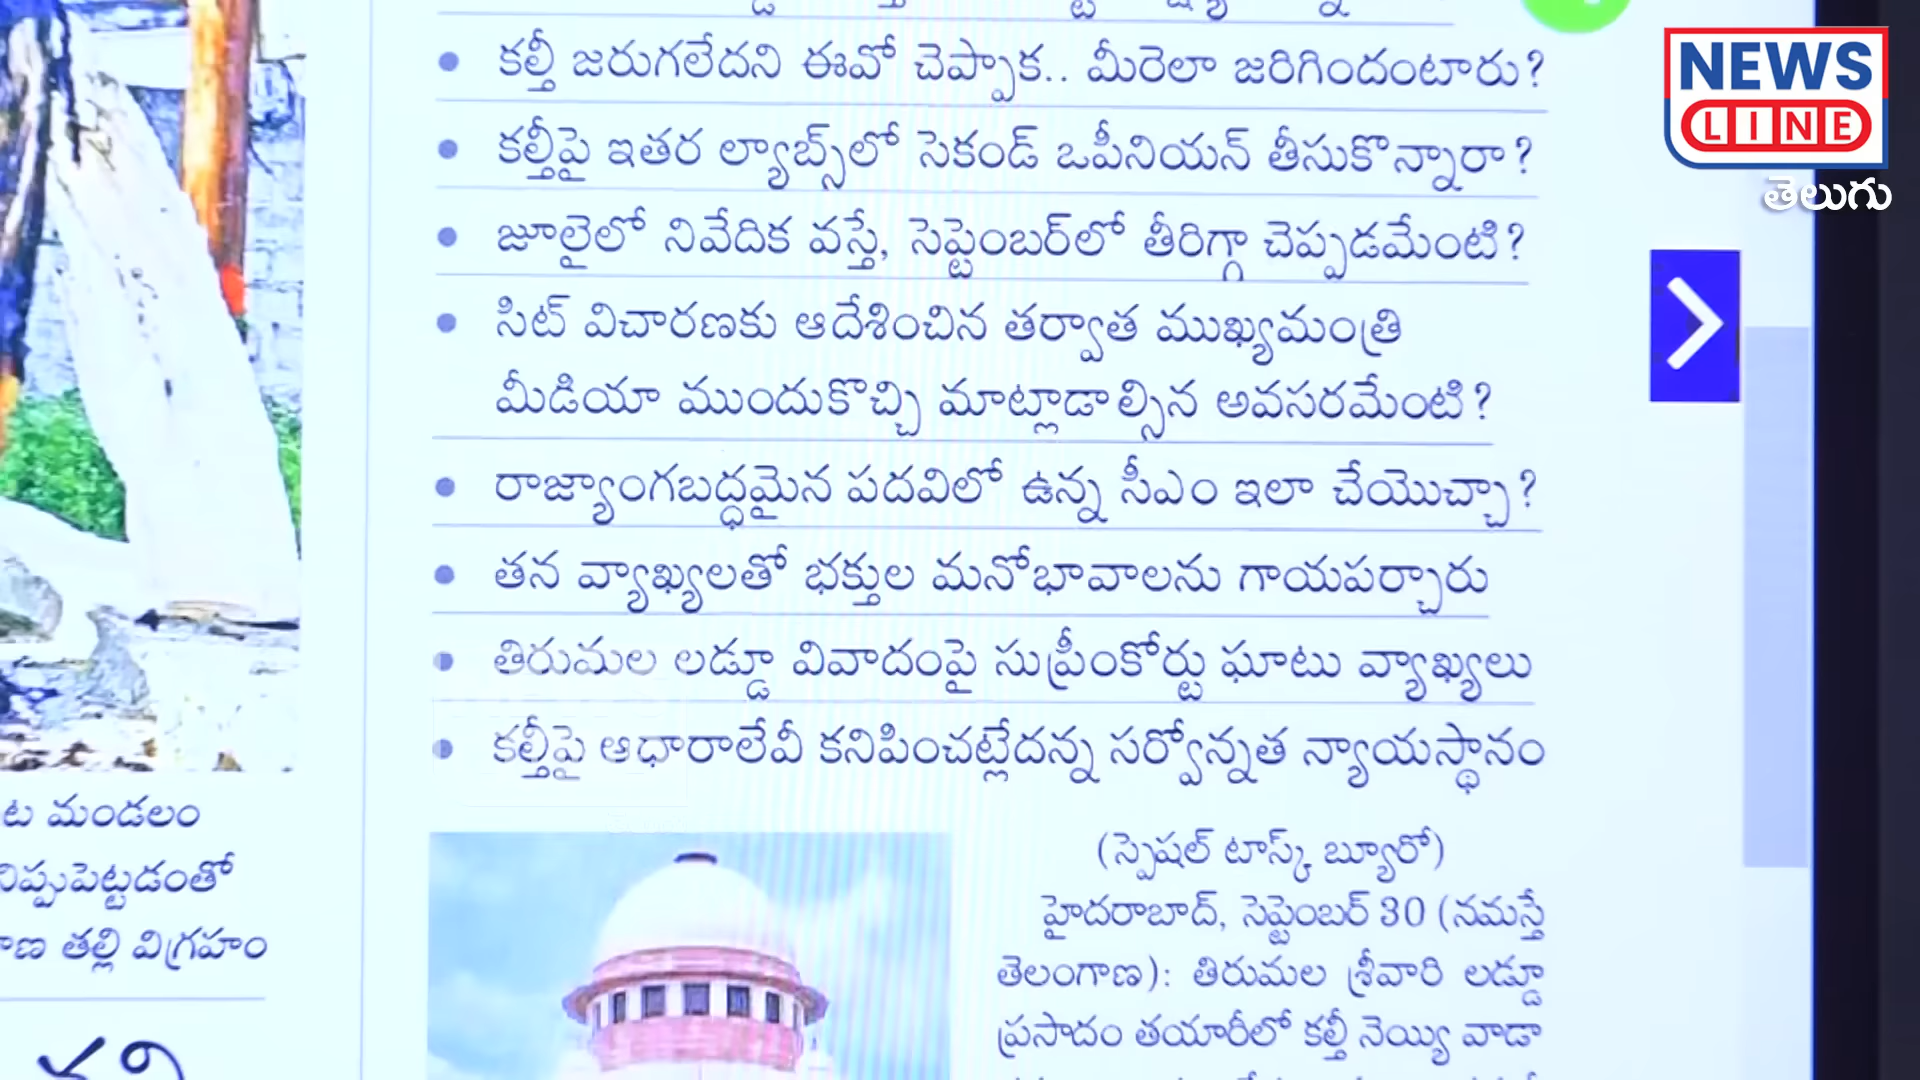 కల్తీ జరుగలేదని ఈవో చెప్పాక.. మీరెలా జరిగిందంటారు?
కల్తీపై ఇతర ల్యాబ్స్‌లో సెకండ్ ఒపీనియన్ తీసుకొన్నారా?
జూలైలో నివేదిక వస్తే, సెప్టెంబర్‌లో తీరిగ్గా చెప్పడమేంటి?
సిట్ విచారణకు ఆదేశించిన తర్వాత ముఖ్యమంత్రి
మీడియా ముందుకొచ్చి మాట్లాడాల్సిన అవసరమేంటి?
రాజ్యాంగబద్ధమైన పదవిలో ఉన్న సీఎం ఇలా చేయొచ్చా?
తన వ్యాఖ్యలతో భక్తుల మనోభావాలను గాయపర్చారు
తిరుమల లడ్డూ వివాదంపై సుప్రీంకోర్టు ఘాటు వ్యాఖ్యలు
కల్తీపై ఆధారాలేవీ కనిపించట్లేదన్న సర్వోన్నత న్యాయస్థానం
(స్పెషల్ టాస్క్ బ్యూరో)
హైదరాబాద్, సెప్టెంబర్ 30 (నమస్తే
తెలంగాణ): తిరుమల శ్రీవారి లడ్డూ
ప్రసాదం తయారీలో కల్తీ నెయ్యి వాడా
ట మండలం
నిప్పుపెట్టడంతో
తల్లి విగ్రహం
NEWS
LINE
తెలుగు